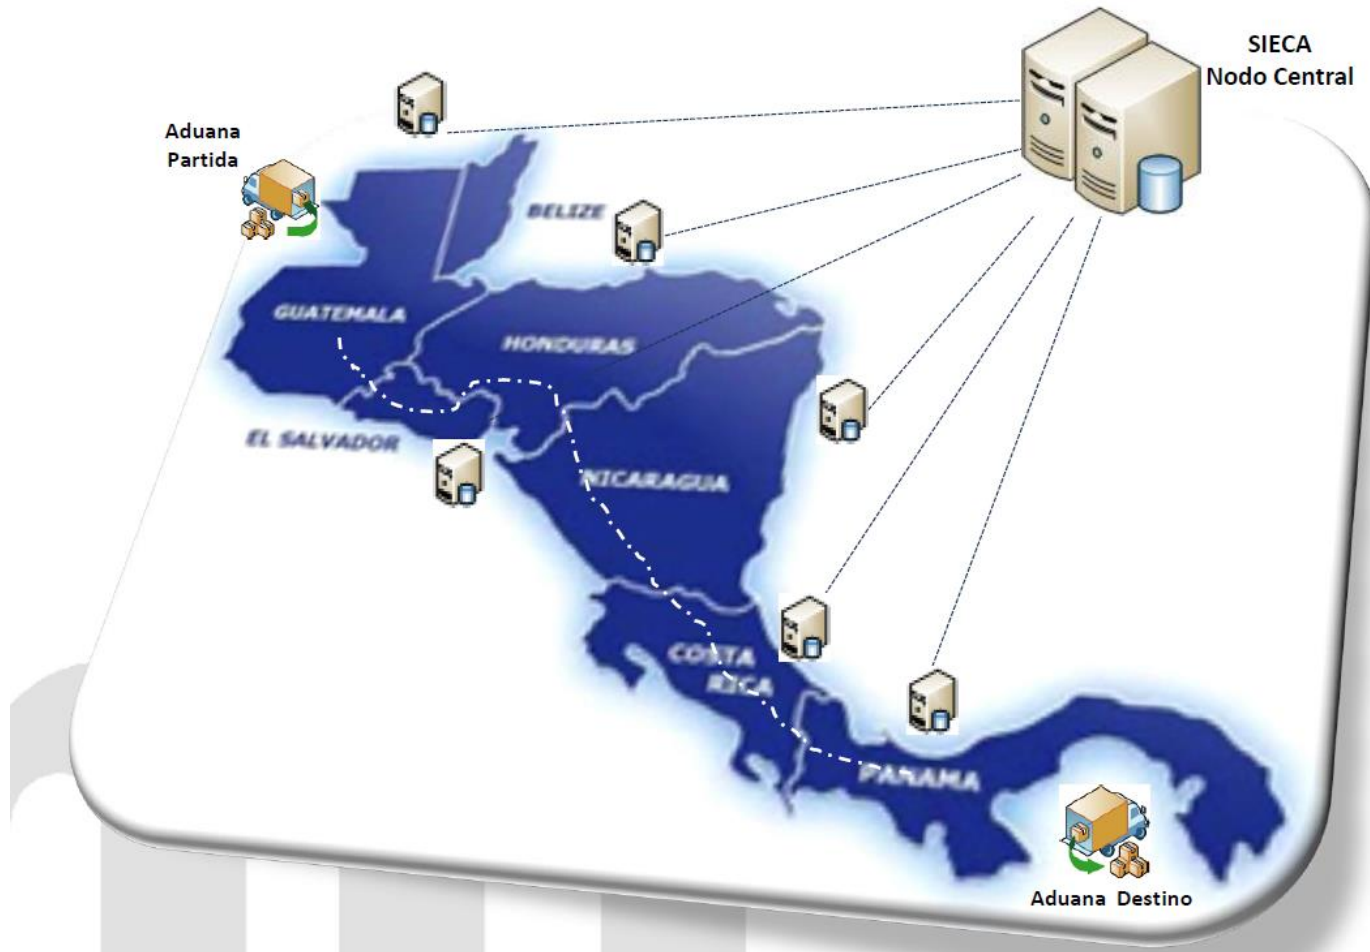 SIECA
Nodo Central
Aduana
Partida
BELIZE
GUATEMALA
HONDURAS
EL SALVADOR
NICARAGUA
COSTA
RICA
PANAMA
Aduana Destino